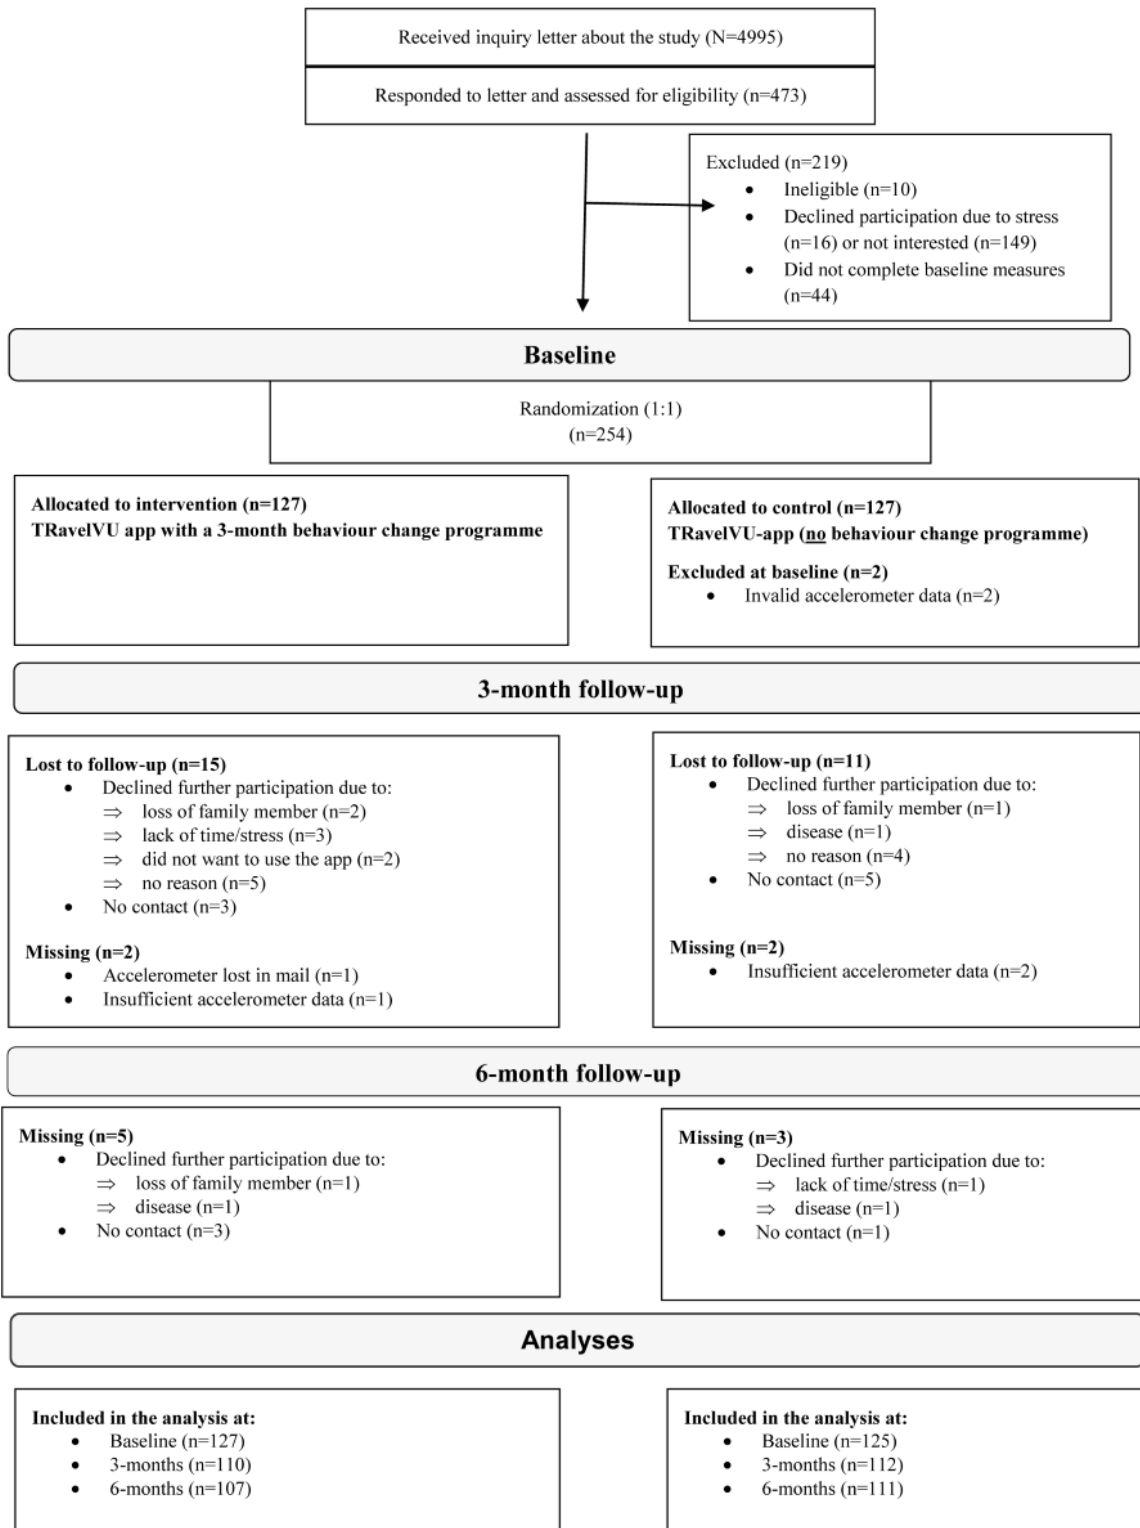 Received inquiry letter about the study (N=4995)
Responded to letter and assessed for eligibility (n=473)
Excluded (n=219)
• Ineligible (n=10)
• Declined participation due to stress
(n=16) or not interested (n=149)
• Did not complete baseline measures
(n=44)
Baseline
Randomization (1:1)
(n=254)
Allocated to intervention (n=127)
TRavelVU app with a 3-month behaviour change programme
Allocated to control (n=127)
TRavelVU-app (no behaviour change programme)
Excluded at baseline (n=2)
• Invalid accelerometer data (n=2)
3-month follow-up
Lost to follow-up (n=15)
• Declined further participation due to:
⇒ loss of family member (n=2)
⇒ lack of time/stress (n=3)
⇒ did not want to use the app (n=2)
⇒ no reason (n=5)
• No contact (n=3)
Missing (n=2)
• Accelerometer lost in mail (n=1)
• Insufficient accelerometer data (n=1)
Lost to follow-up (n=11)
• Declined further participation due to:
⇒ loss of family member (n=1)
⇒ disease (n=1)
⇒ no reason (n=4)
• No contact (n=5)
Missing (n=2)
• Insufficient accelerometer data (n=2)
6-month follow-up
Missing (n=5)
• Declined further participation due to:
⇒ loss of family member (n=1)
⇒ disease (n=1)
• No contact (n=3)
Missing (n=3)
• Declined further participation due to:
⇒ lack of time/stress (n=1)
⇒ disease (n=1)
• No contact (n=1)
Analyses
Included in the analysis at:
• Baseline (n=127)
• 3-months (n=110)
• 6-months (n=107)
Included in the analysis at:
• Baseline (n=125)
• 3-months (n=112)
• 6-months (n=111)